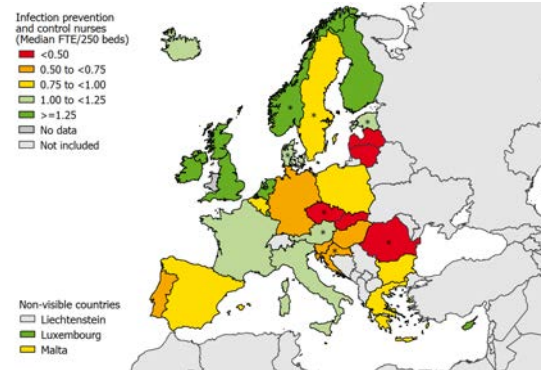 Infection prevention
and control nurses
(Median FTE/250 beds)
<0.50
0.50 to <0.75
0.75 to <1.00
1.00 to <1.25
>=1.25
No data
Not included
Non-visible countries
Liechtenstein
Luxembourg
Malta